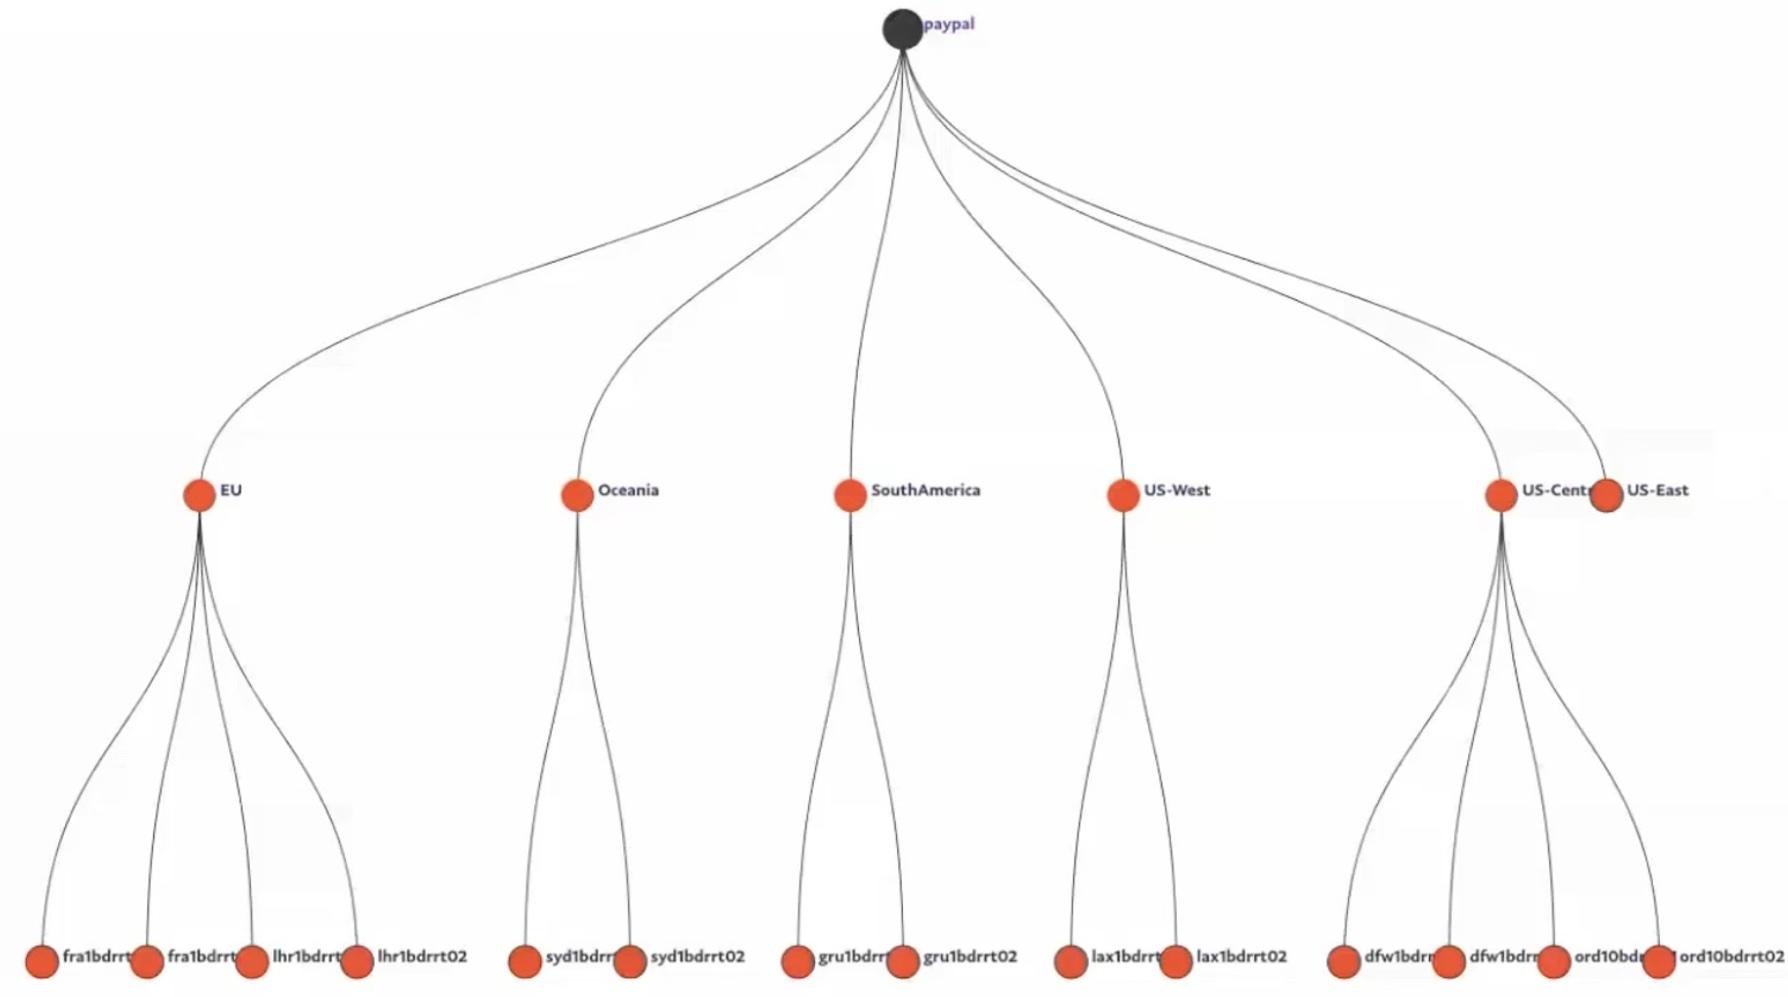 paypal
EU
Oceania
SouthAmerica
US-West
US-Cent
US-East
fra1bdrrt
fra1bdrrt
lhr1bdrrt
lhr1bdrrt02
syd1bdrr
syd1bdrrt02
gru1bdrr
gru1bdrrt02
lax1bdrrt
lax1bdrrt02
dfw1bdrr
dfw1bdrr
ord10bd
ord10bdrrt02